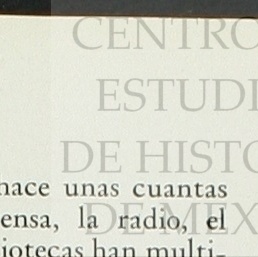 CENTRO
ESTUDI
DE HISTO
DE MEX
hace unas cuantas
ensa, la radio, el
iotecas han multi-